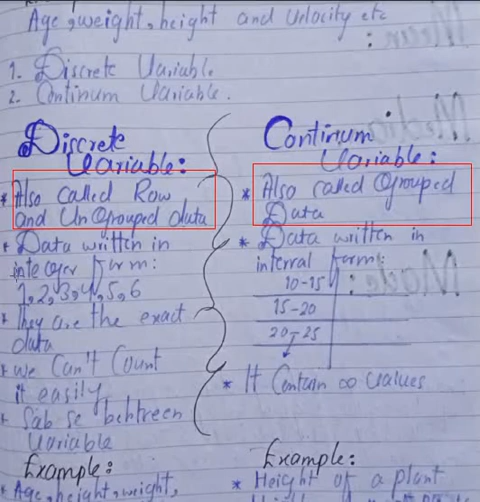 Age, weight, height and Velocity etc
1. Discrete Variable.
2. Continum Variable.
Discrete
Variable:
* Also called Row
and UnGrouped data
* Data written in
integer form:
1,2,3,4,5,6
* They are the exact
data
* we Can't Count
it easily
* Sab se behtreen
Variable
Example:
* Age, height, weight,
Continum
Variable:
* Also called Grouped
Data
* Data written in
interval form:
10-15
15-20
20-25
* It Contain ∞ values
Example:
* Height of a plant